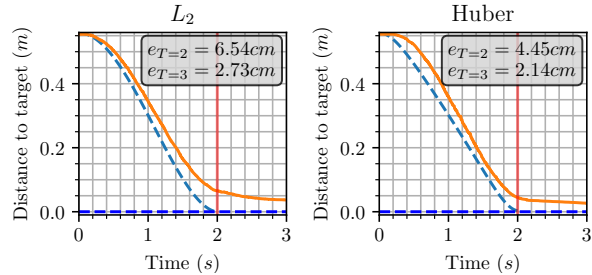 L₂
e_{T=2} = 6.54cm
e_{T=3} = 2.73cm
Distance to target (m)
0.4
0.2
0.0
0 1 2 3
Time (s)
Huber
e_{T=2} = 4.45cm
e_{T=3} = 2.14cm
Distance to target (m)
0.4
0.2
0.0
0 1 2 3
Time (s)